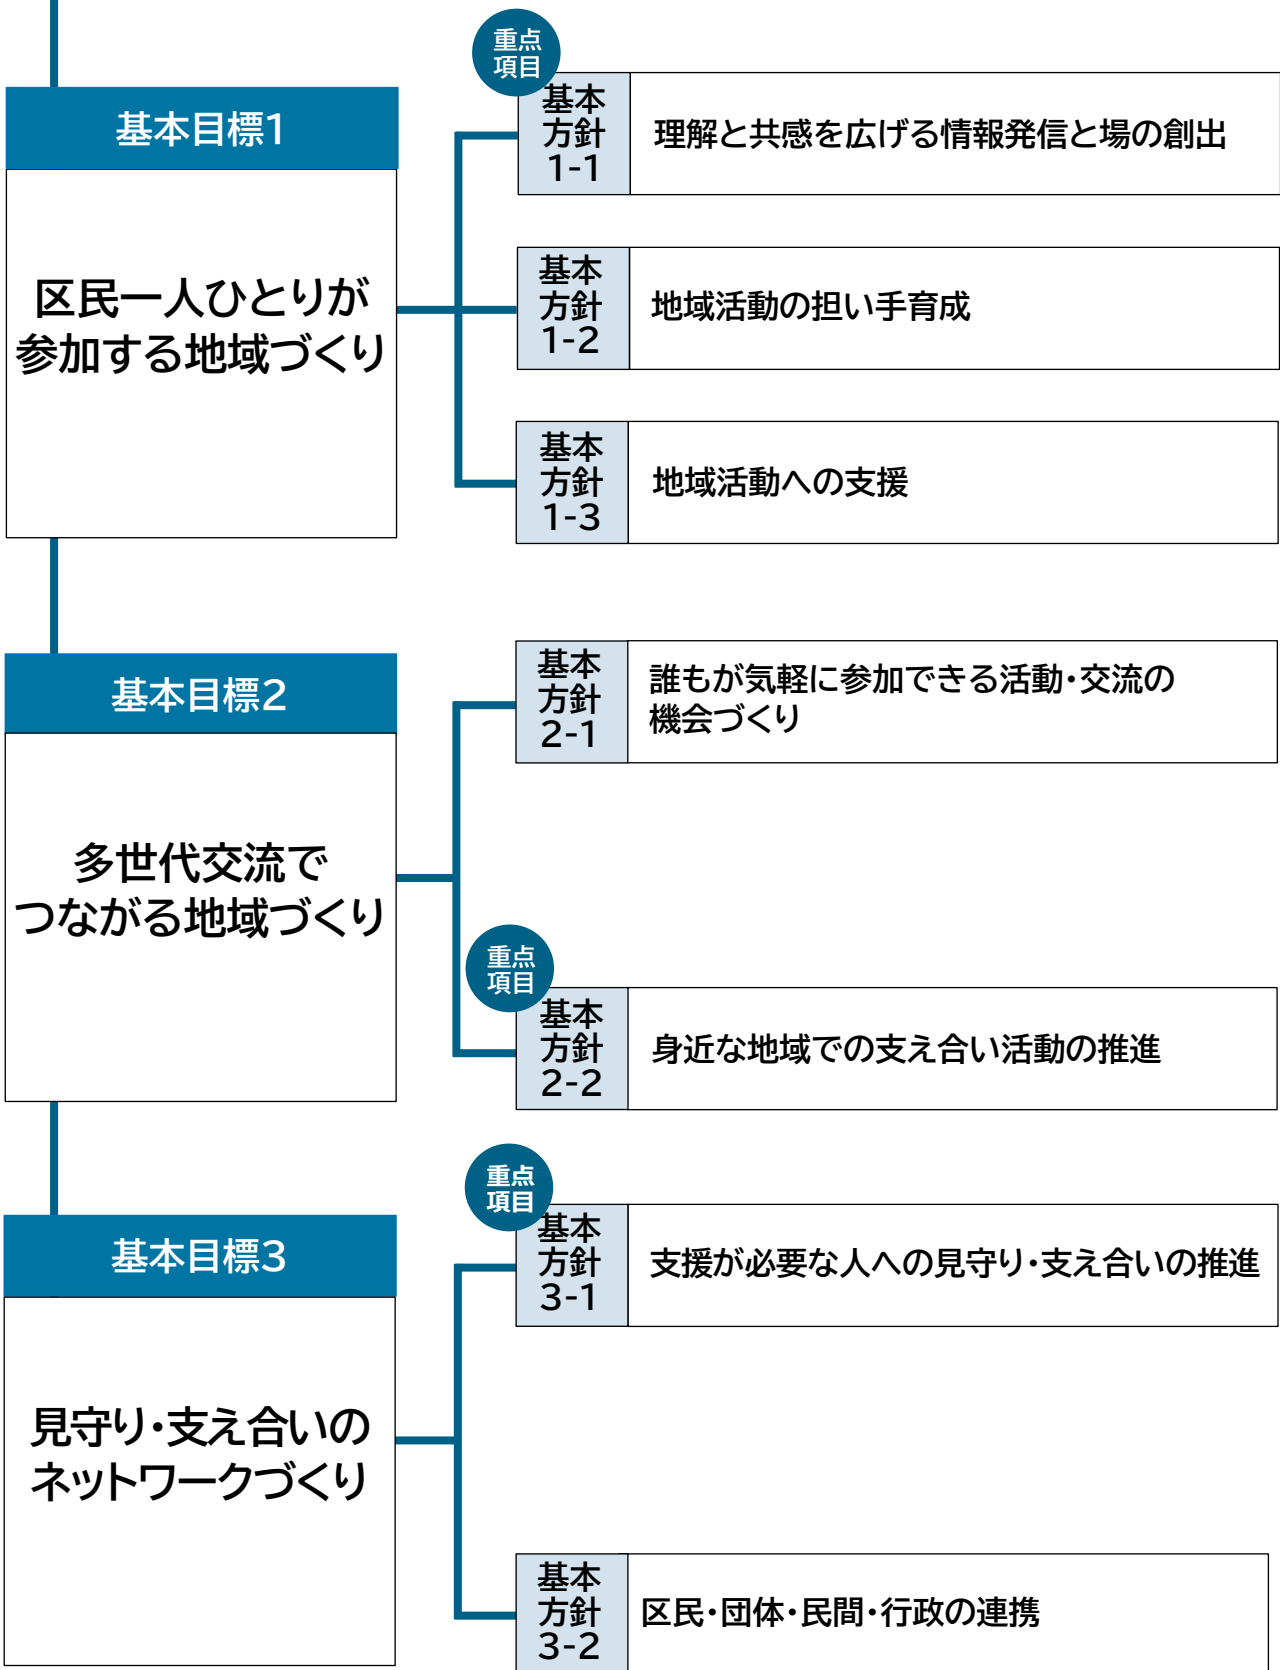 基本目標1
区民一人ひとりが
参加する地域づくり
重点
項目
基本
方針
1-1
理解と共感を広げる情報発信と場の創出
基本
方針
1-2
地域活動の担い手育成
基本
方針
1-3
地域活動への支援
基本目標2
多世代交流で
つながる地域づくり
基本
方針
2-1
誰もが気軽に参加できる活動・交流の
機会づくり
重点
項目
基本
方針
2-2
身近な地域での支え合い活動の推進
基本目標3
見守り・支え合いの
ネットワークづくり
重点
項目
基本
方針
3-1
支援が必要な人への見守り・支え合いの推進
基本
方針
3-2
区民・団体・民間・行政の連携